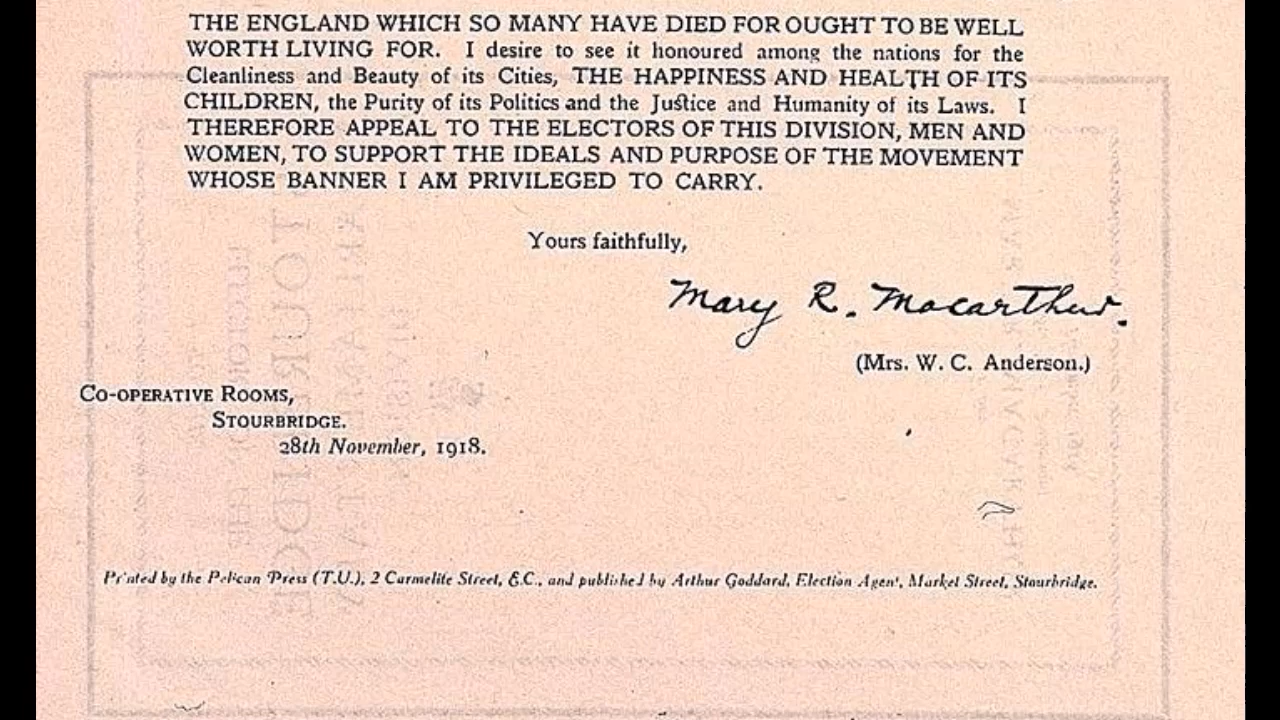 THE ENGLAND WHICH SO MANY HAVE DIED FOR OUGHT TO BE WELL
WORTH LIVING FOR. I desire to see it honoured among the nations for the
Cleanliness and Beauty of its Cities, THE HAPPINESS AND HEALTH OF ITS
CHILDREN, the Purity of its Politics and the Justice and Humanity of its Laws. I
THEREFORE APPEAL TO THE ELECTORS OF THIS DIVISION, MEN AND
WOMEN, TO SUPPORT THE IDEALS AND PURPOSE OF THE MOVEMENT
WHOSE BANNER I AM PRIVILEGED TO CARRY.
Yours faithfully,
Mary R. Macarthur.
(Mrs. W. C. Anderson.)
CO-OPERATIVE ROOMS,
STOURBRIDGE.
28th November, 1918.
Printed by the Pelican Press (T.U.), 2 Carmelite Street, E.C., and published by Arthur Goddard, Election Agent, Market Street, Stourbridge.